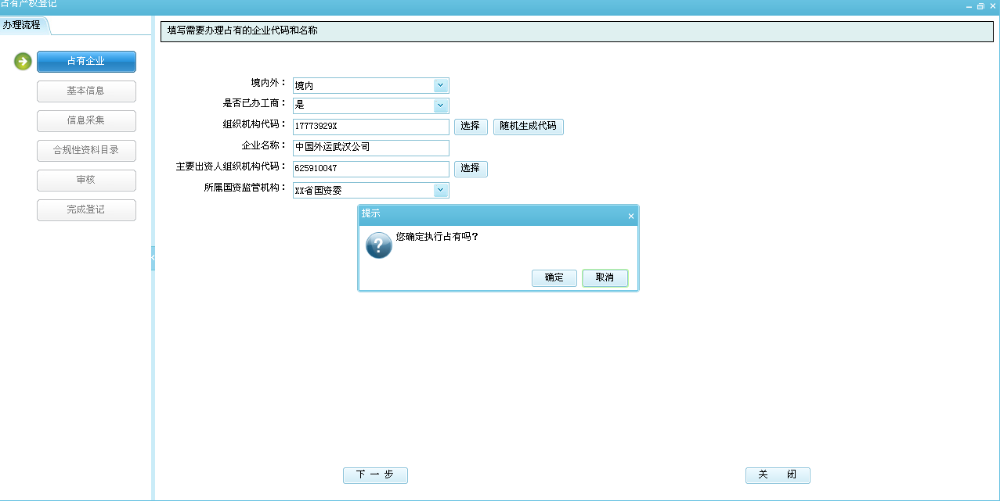 占有产权登记
办理流程
占有企业
基本信息
信息采集
合规性资料目录
审核
完成登记
填写需要办理占有的企业代码和名称
境内外： 境内
是否已办工商： 是
组织机构代码： 17773929X 选择 随机生成代码
企业名称： 中国外运武汉公司
主要出资人组织机构代码： 625910047 选择
所属国资监管机构： XX省国资委
提示
您确定执行占有吗？
确定 取消
下 一 步 关 闭